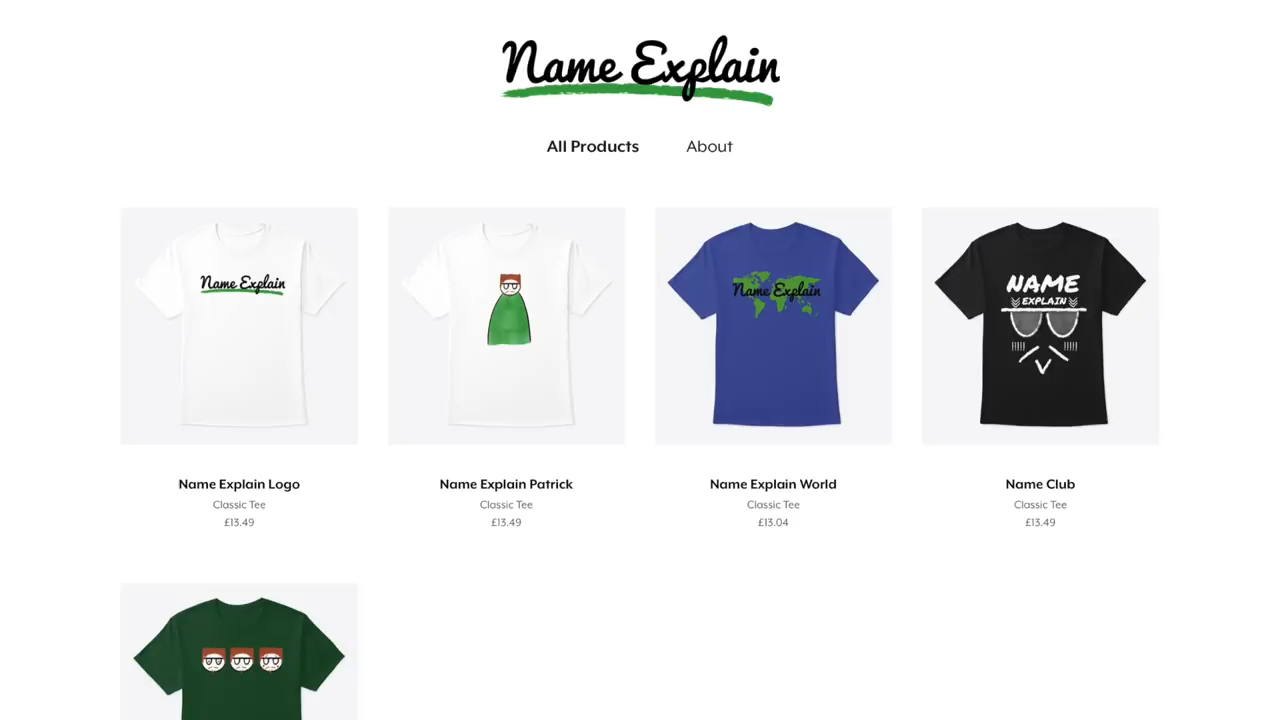 Name Explain
All Products About
Name Explain
Name Explain
NAME
EXPLAIN
Name Explain Logo
Classic Tee
£13.49
Name Explain Patrick
Classic Tee
£13.49
Name Explain World
Classic Tee
£13.04
Name Club
Classic Tee
£13.49